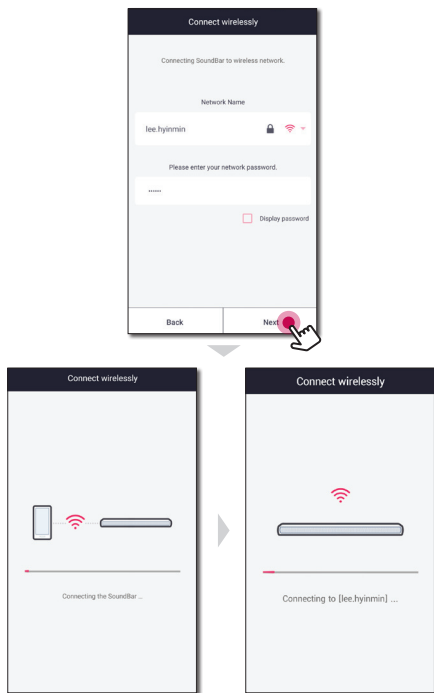 Connect wirelessly
Connecting SoundBar to wireless network.
Network Name
lee.hyinmin
Please enter your network password.
······
Display password
Back
Next
Connect wirelessly
Connecting the SoundBar ...
Connect wirelessly
Connecting to [lee.hyinmin] ...